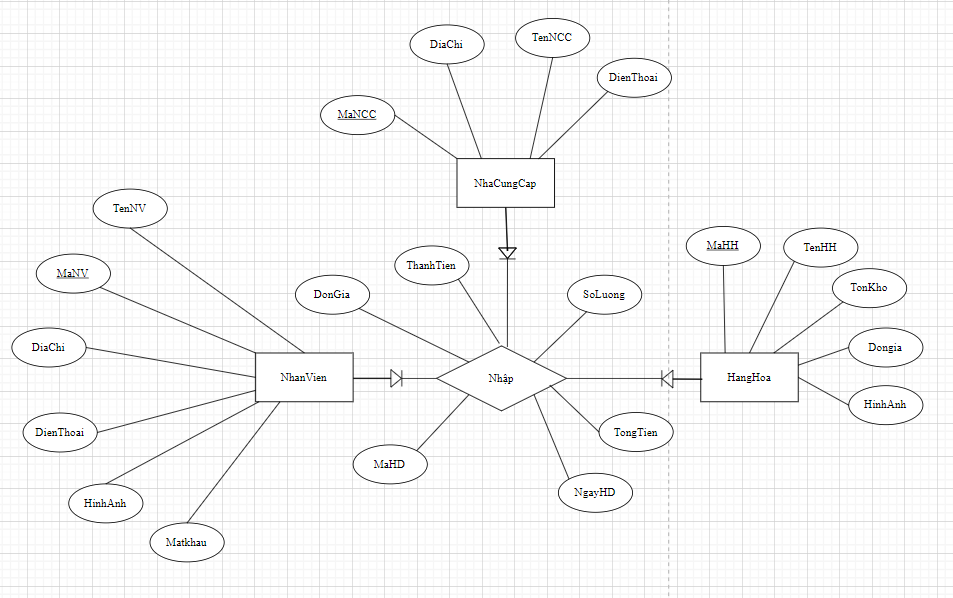 TenNCC
DiaChi
DienThoai
MaNCC
NhaCungCap
TenNV
MaHH
TenHH
ThanhTien
MaNV
TonKho
DonGia
SoLuong
DiaChi
Dongia
NhanVien
Nhập
HangHoa
HinhAnh
DienThoai
TongTien
MaHD
NgayHD
HinhAnh
Matkhau